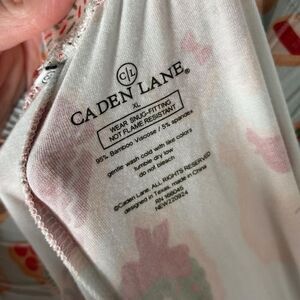 CL
CADEN LANE®
XL
WEAR SNUG-FITTING
NOT FLAME RESISTANT
95% Bamboo Viscose / 5% spandex
gentle wash cold with like colors
tumble dry low
do not bleach
©Caden Lane. ALL RIGHTS RESERVED
Designed in Texas. made in China
RN 166045
NEW220924